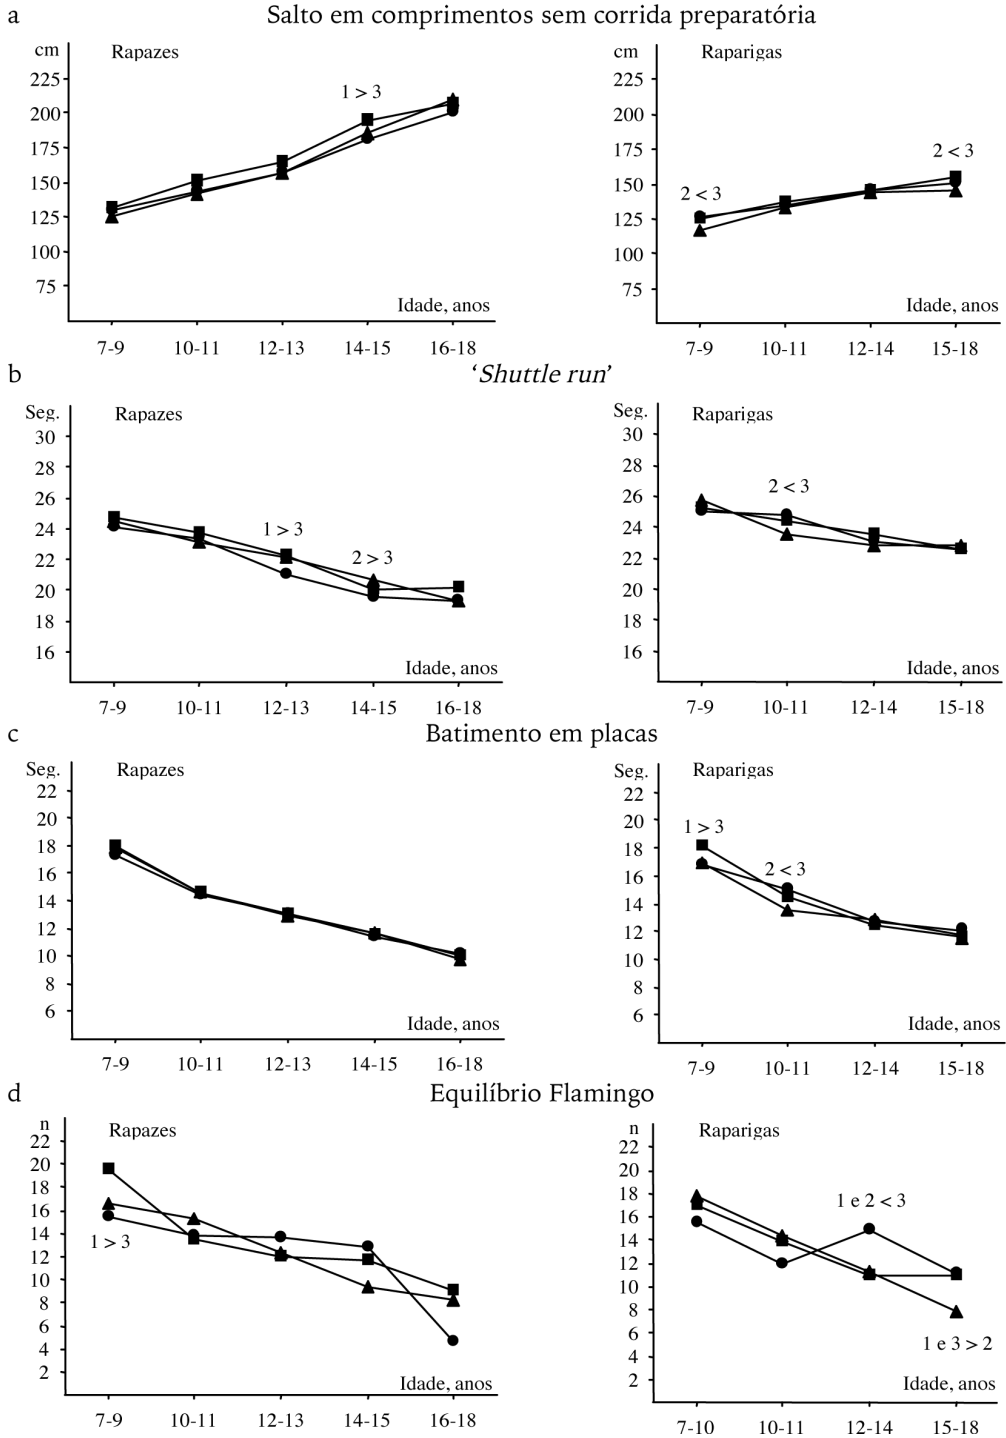 a
Salto em comprimentos sem corrida preparatória
cm
Rapazes
225
200
175
150
125
100
75
1 > 3
Idade, anos
7-9 10-11 12-13 14-15 16-18
cm
Raparigas
225
200
175
150
125
100
75
2 < 3
2 < 3
Idade, anos
7-9 10-11 12-14 15-18
b
‘Shuttle run’
Seg.
Rapazes
30
28
26
24
22
20
18
16
1 > 3
2 > 3
Idade, anos
7-9 10-11 12-13 14-15 16-18
Seg.
Raparigas
30
28
26
24
22
20
18
16
2 < 3
Idade, anos
7-9 10-11 12-14 15-18
c
Batimento em placas
Seg.
Rapazes
22
20
18
16
14
12
10
8
6
Idade, anos
7-9 10-11 12-13 14-15 16-18
Seg.
Raparigas
22
20
18
16
14
12
10
8
6
1 > 3
2 < 3
Idade, anos
7-9 10-11 12-14 15-18
d
Equilíbrio Flamingo
n
Rapazes
22
20
18
16
14
12
10
8
6
4
2
1 > 3
Idade, anos
7-9 10-11 12-13 14-15 16-18
n
Raparigas
22
20
18
16
14
12
10
8
6
4
2
1 e 2 < 3
1 e 3 > 2
Idade, anos
7-10 10-11 12-14 15-18